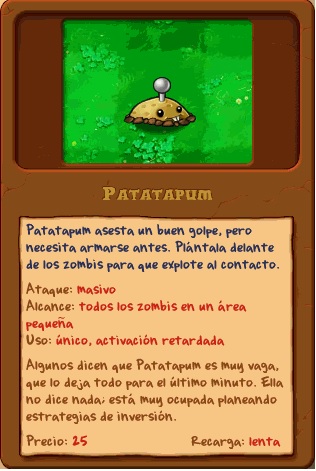 PATATAPUM
Patatapum asesta un buen golpe, pero
necesita armarse antes. Plántala delante
de los zombis para que explote al contacto.
Ataque: masivo
Alcance: todos los zombis en un área
pequeña
Uso: único, activación retardada
Algunos dicen que Patatapum es muy vaga,
que lo deja todo para el último minuto. Ella
no dice nada; está muy ocupada planeando
estrategias de inversión.
Precio: 25 Recarga: lenta